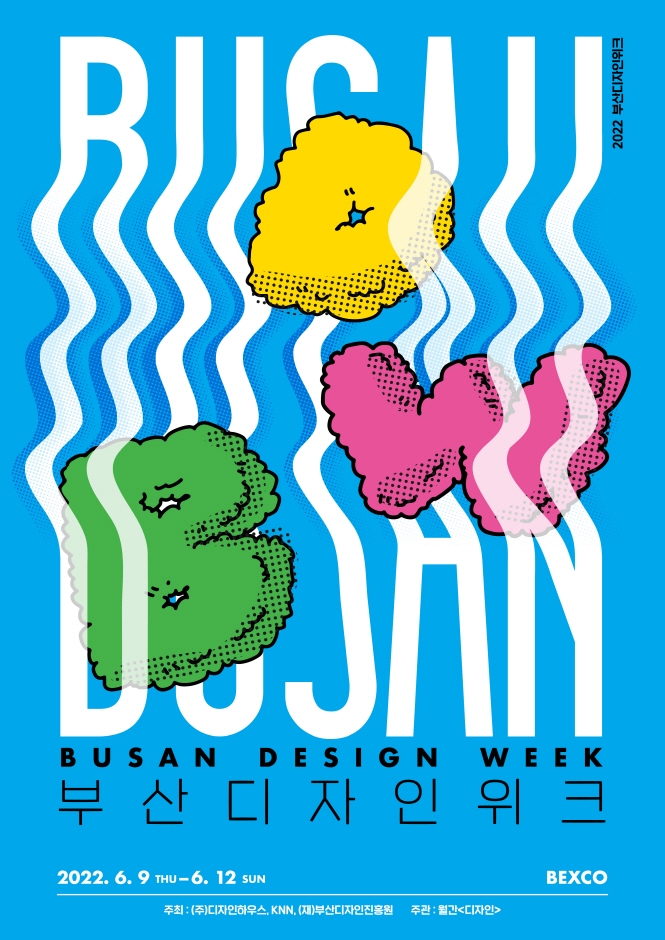 BUSAN
2022 부산디자인위크
B
D
W
BUSAN DESIGN WEEK
부산디자인위크
2022. 6. 9 THU – 6. 12 SUN
BEXCO
주최 : (주)디자인하우스, KNN, (재)부산디자인진흥원 주관 : 월간<디자인>